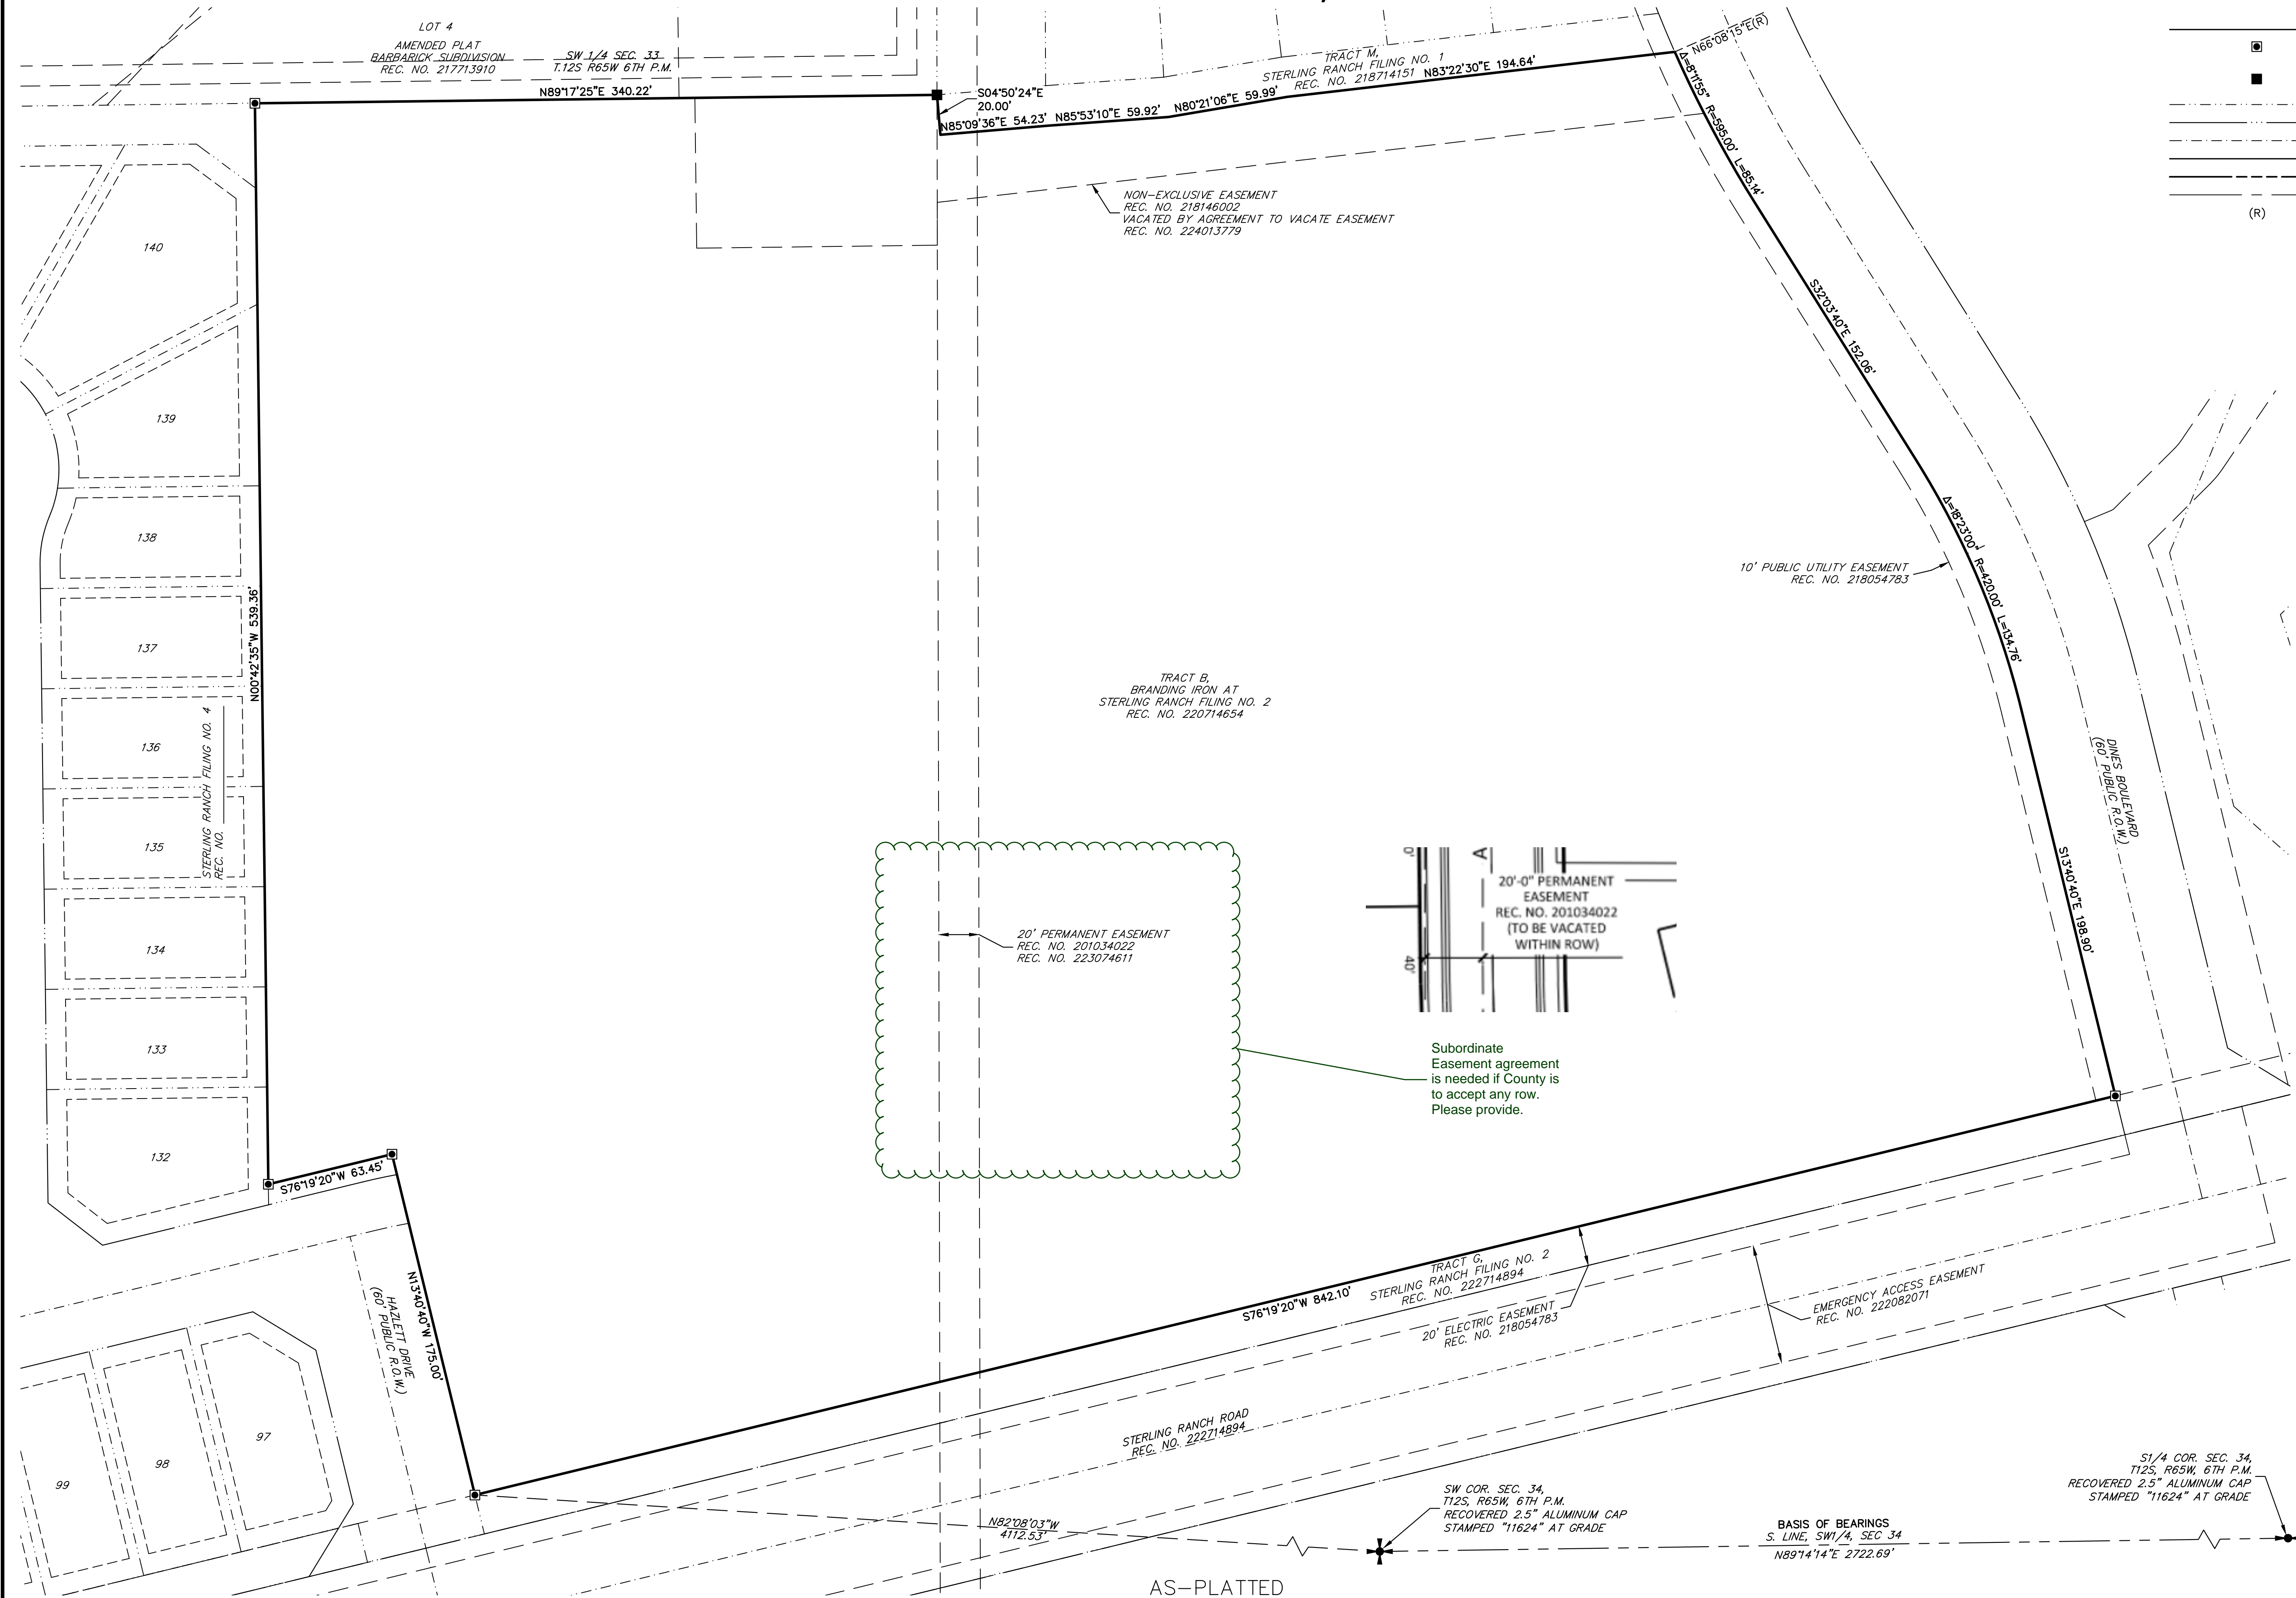 LOT 4
AMENDED PLAT
BARBARICK SUBDIVISION
REC. NO. 217713910
SW 1/4 SEC. 33
T.12S R65W 6TH P.M.
N89°17'25"E 340.22'
S04°50'24"E
20.00'
N85°09'36"E 54.23'
N85°53'10"E 59.92'
N80°21'06"E 59.99'
TRACT M,
STERLING RANCH FILING NO. 1
REC. NO. 218714151
N83°22'30"E 194.64'
N66°08'15"E(R)
Δ=8°11'55" R=595.00' L=85.14'
(R)
NON-EXCLUSIVE EASEMENT
REC. NO. 218146002
VACATED BY AGREEMENT TO VACATE EASEMENT
REC. NO. 224013779
140
139
138
137
136
135
134
133
132
N00°42'35"W 539.36'
STERLING RANCH FILING NO. 4
REC. NO.
S32°03'40"E 152.06'
Δ=18°23'00" R=420.00' L=134.76'
10' PUBLIC UTILITY EASEMENT
REC. NO. 218054783
TRACT B,
BRANDING IRON AT
STERLING RANCH FILING NO. 2
REC. NO. 220714654
DINES BOULEVARD
(60' PUBLIC R.O.W.)
S13°40'40"E 198.90'
20' PERMANENT EASEMENT
REC. NO. 201034022
REC. NO. 223074611
A
20'-0" PERMANENT
EASEMENT
REC. NO. 201034022
(TO BE VACATED
WITHIN ROW)
40'
Subordinate
Easement agreement
is needed if County is
to accept any row.
Please provide.
S76°19'20"W 63.45'
HAZLETT DRIVE
(60' PUBLIC R.O.W.)
N13°40'40"W 175.00'
S76°19'20"W 842.10'
TRACT G,
STERLING RANCH FILING NO. 2
REC. NO. 222714894
20' ELECTRIC EASEMENT
REC. NO. 218054783
EMERGENCY ACCESS EASEMENT
REC. NO. 222082071
STERLING RANCH ROAD
REC. NO. 222714894
97
98
99
N82°08'03"W
4112.53'
SW COR. SEC. 34,
T12S, R65W, 6TH P.M.
RECOVERED 2.5" ALUMINUM CAP
STAMPED "11624" AT GRADE
BASIS OF BEARINGS
S. LINE, SW1/4, SEC 34
N89°14'14"E 2722.69'
S1/4 COR. SEC. 34,
T12S, R65W, 6TH P.M.
RECOVERED 2.5" ALUMINUM CAP
STAMPED "11624" AT GRADE
AS-PLATTED